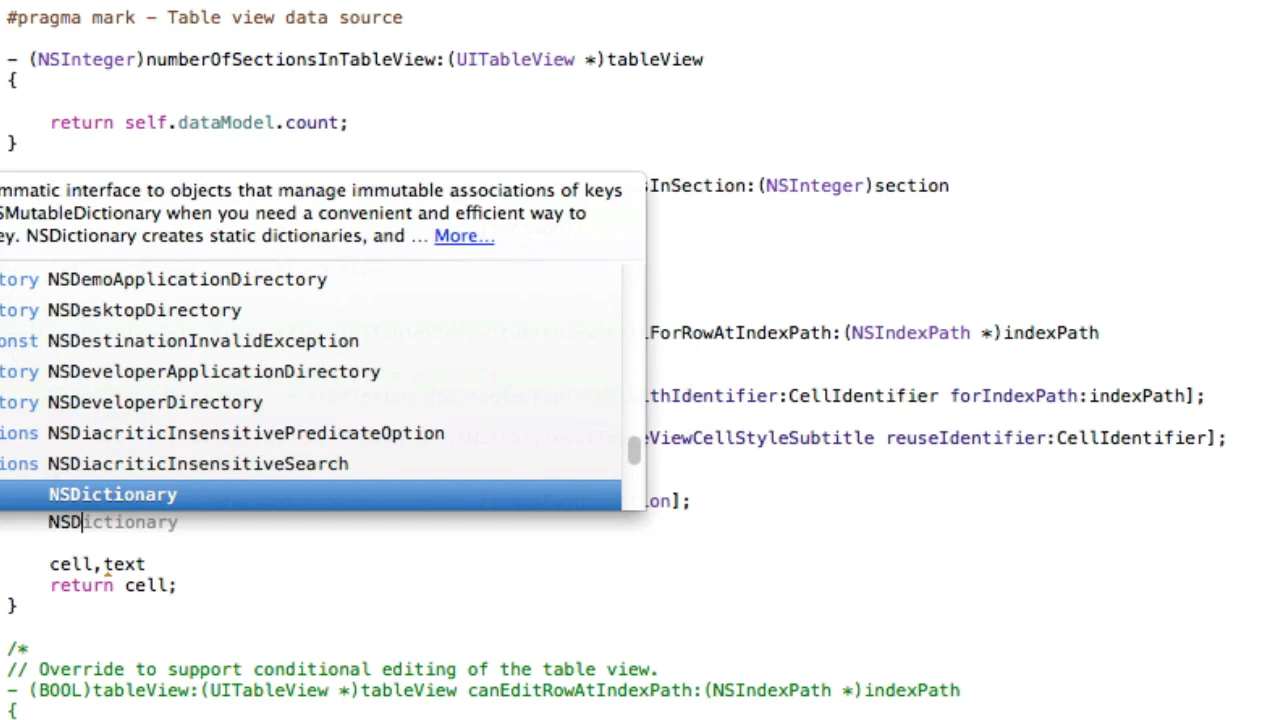 #pragma mark - Table view data source
- (NSInteger)numberOfSectionsInTableView:(UITableView *)tableView
{
return self.dataModel.count;
}
sInSection:(NSInteger)section
mmatic interface to objects that manage immutable associations of keys
SMutableDictionary when you need a convenient and efficient way to
ey. NSDictionary creates static dictionaries, and ... More...
tory NSDemoApplicationDirectory
tory NSDesktopDirectory
lForRowAtIndexPath:(NSIndexPath *)indexPath
onst NSDestinationInvalidException
tory NSDeveloperApplicationDirectory
ithIdentifier:CellIdentifier forIndexPath:indexPath];
tory NSDeveloperDirectory
ions NSDiacriticInsensitivePredicateOption
eViewCellStyleSubtitle reuseIdentifier:CellIdentifier];
ions NSDiacriticInsensitiveSearch
NSDictionary
on];
NSDictionary
cell,text
return cell;
}
/*
// Override to support conditional editing of the table view.
- (BOOL)tableView:(UITableView *)tableView canEditRowAtIndexPath:(NSIndexPath *)indexPath
{